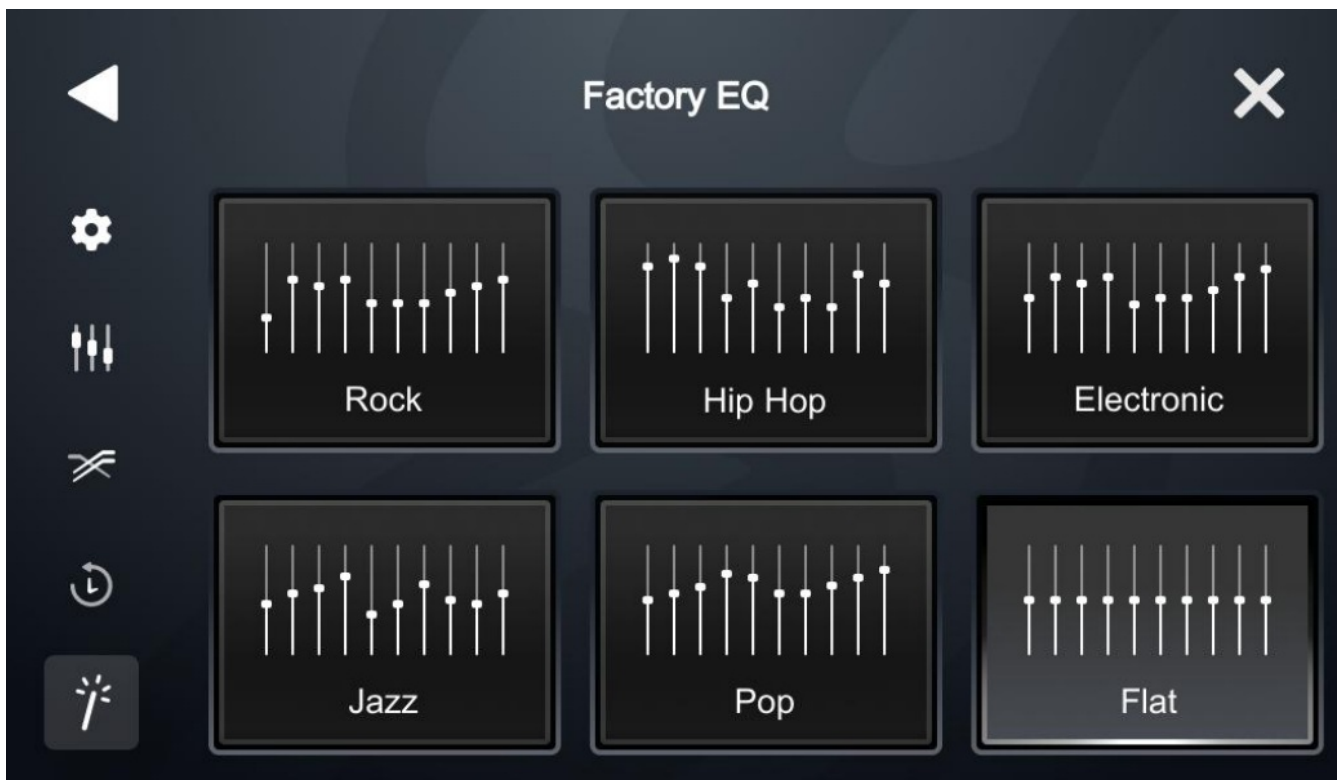 Factory EQ
Rock
Hip Hop
Electronic
Jazz
Pop
Flat